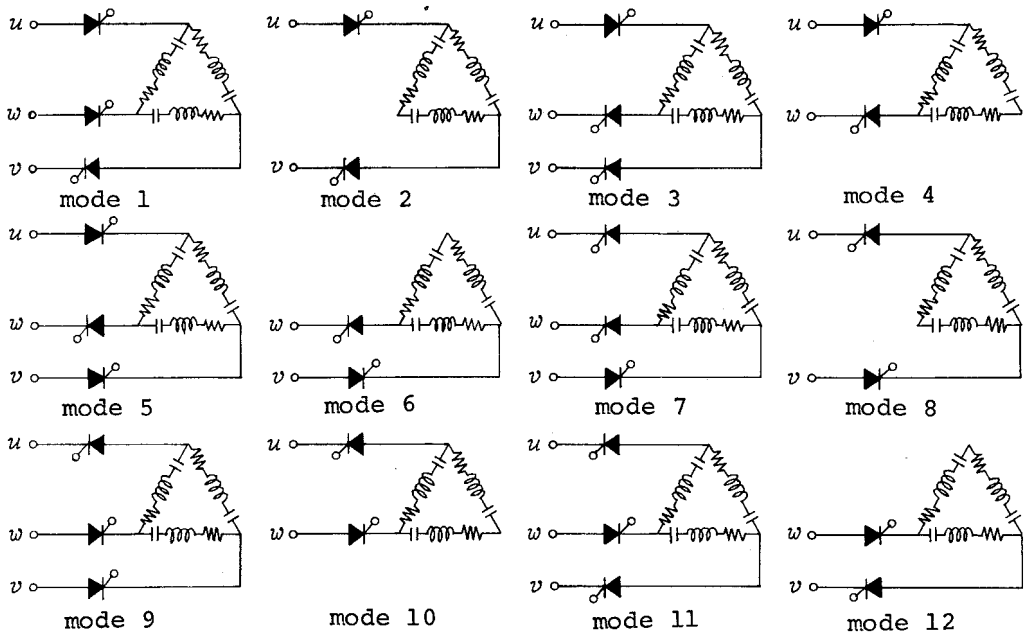 u u u u
w w w
v v v
mode 1 mode 2 mode 3 mode 4
u u u
w w w
v v v v
mode 5 mode 6 mode 7 mode 8
u u u
w w w w
v v v
mode 9 mode 10 mode 11 mode 12